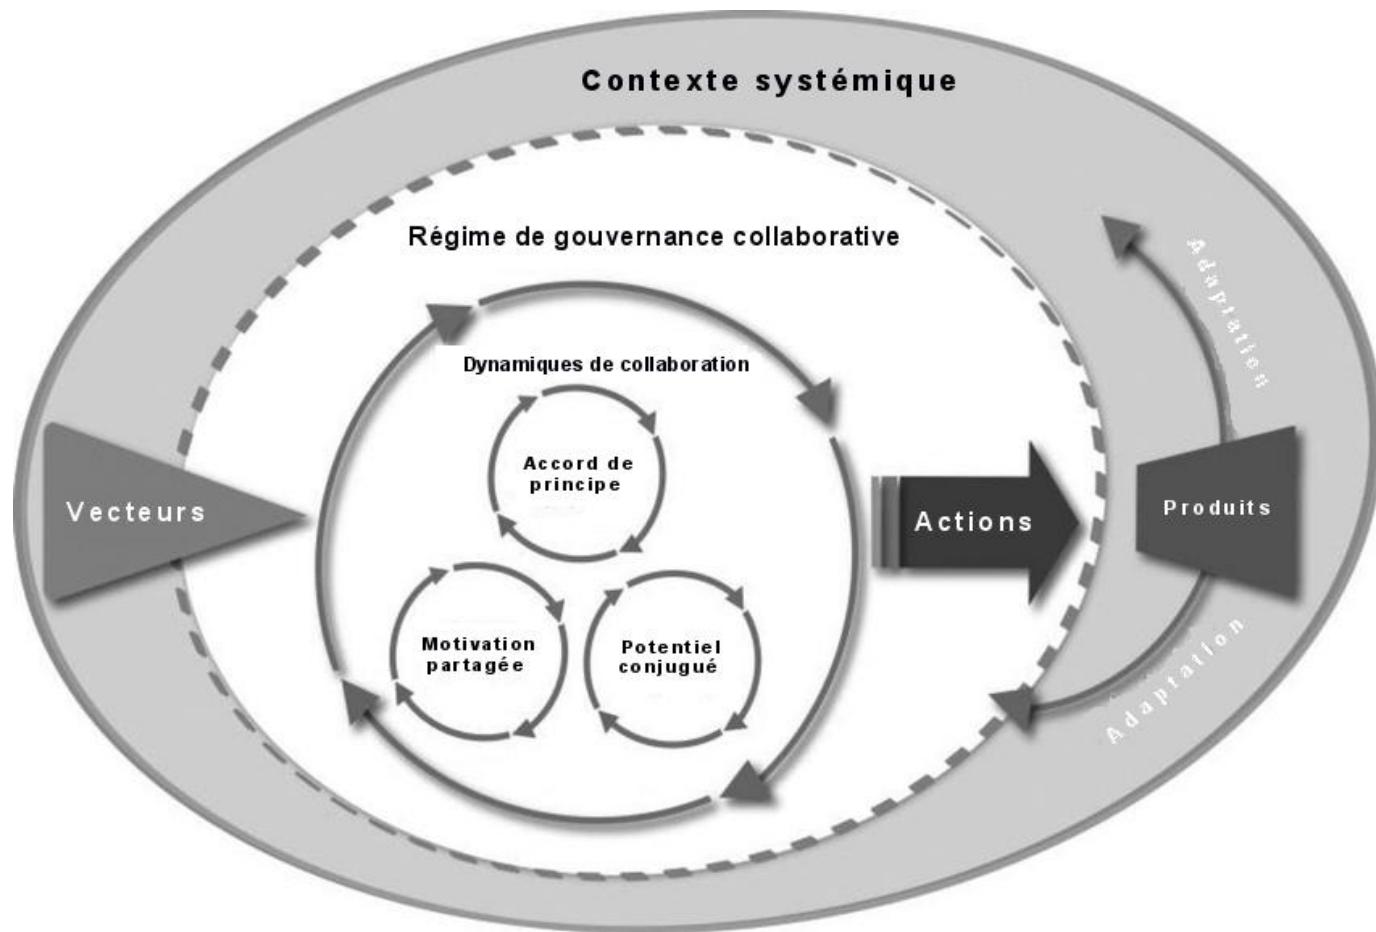 Contexte systémique
Régime de gouvernance collaborative
Adaptation
Dynamiques de collaboration
Accord de
principe
Vecteurs
Actions
Produits
Motivation
partagée
Potentiel
conjugué
Adaptation